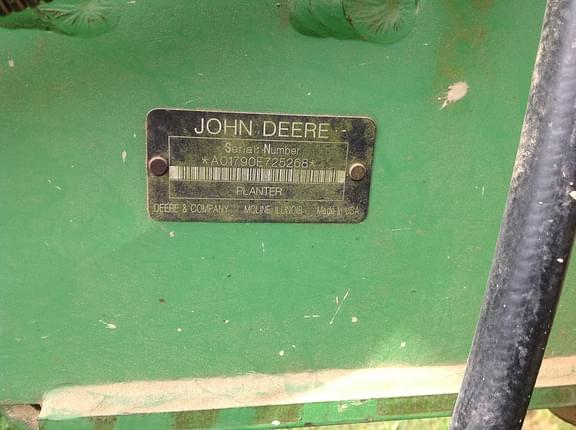 JOHN DEERE
Serial Number
*A01790E725268*
PLANTER
DEERE & COMPANY MOLINE ILLINOIS Made in USA